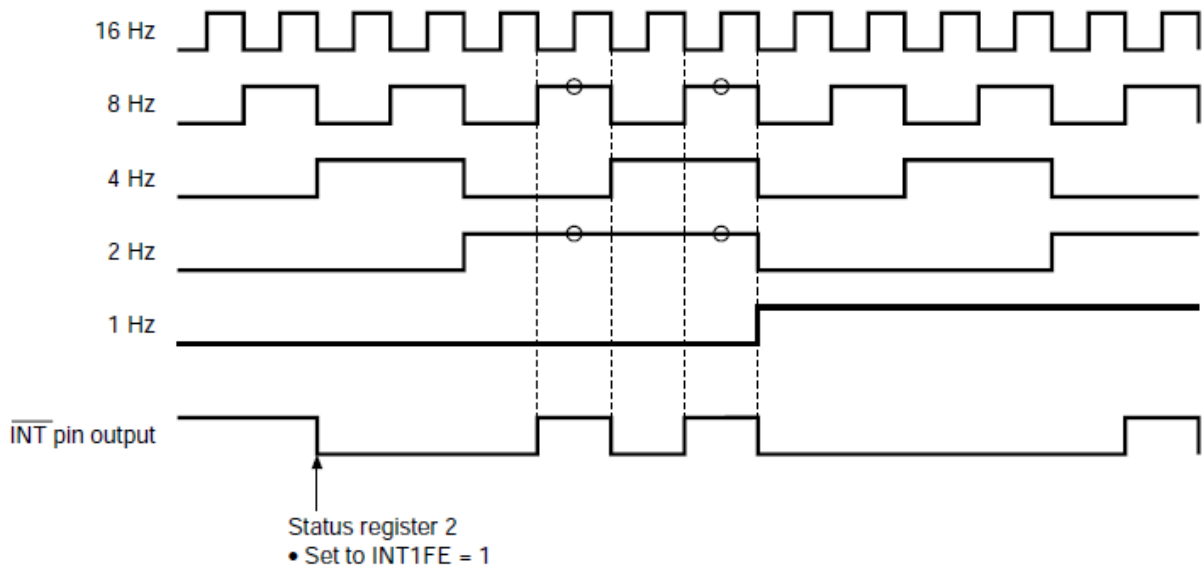 16 Hz
8 Hz
4 Hz
2 Hz
1 Hz
INT pin output
Status register 2
• Set to INT1FE = 1